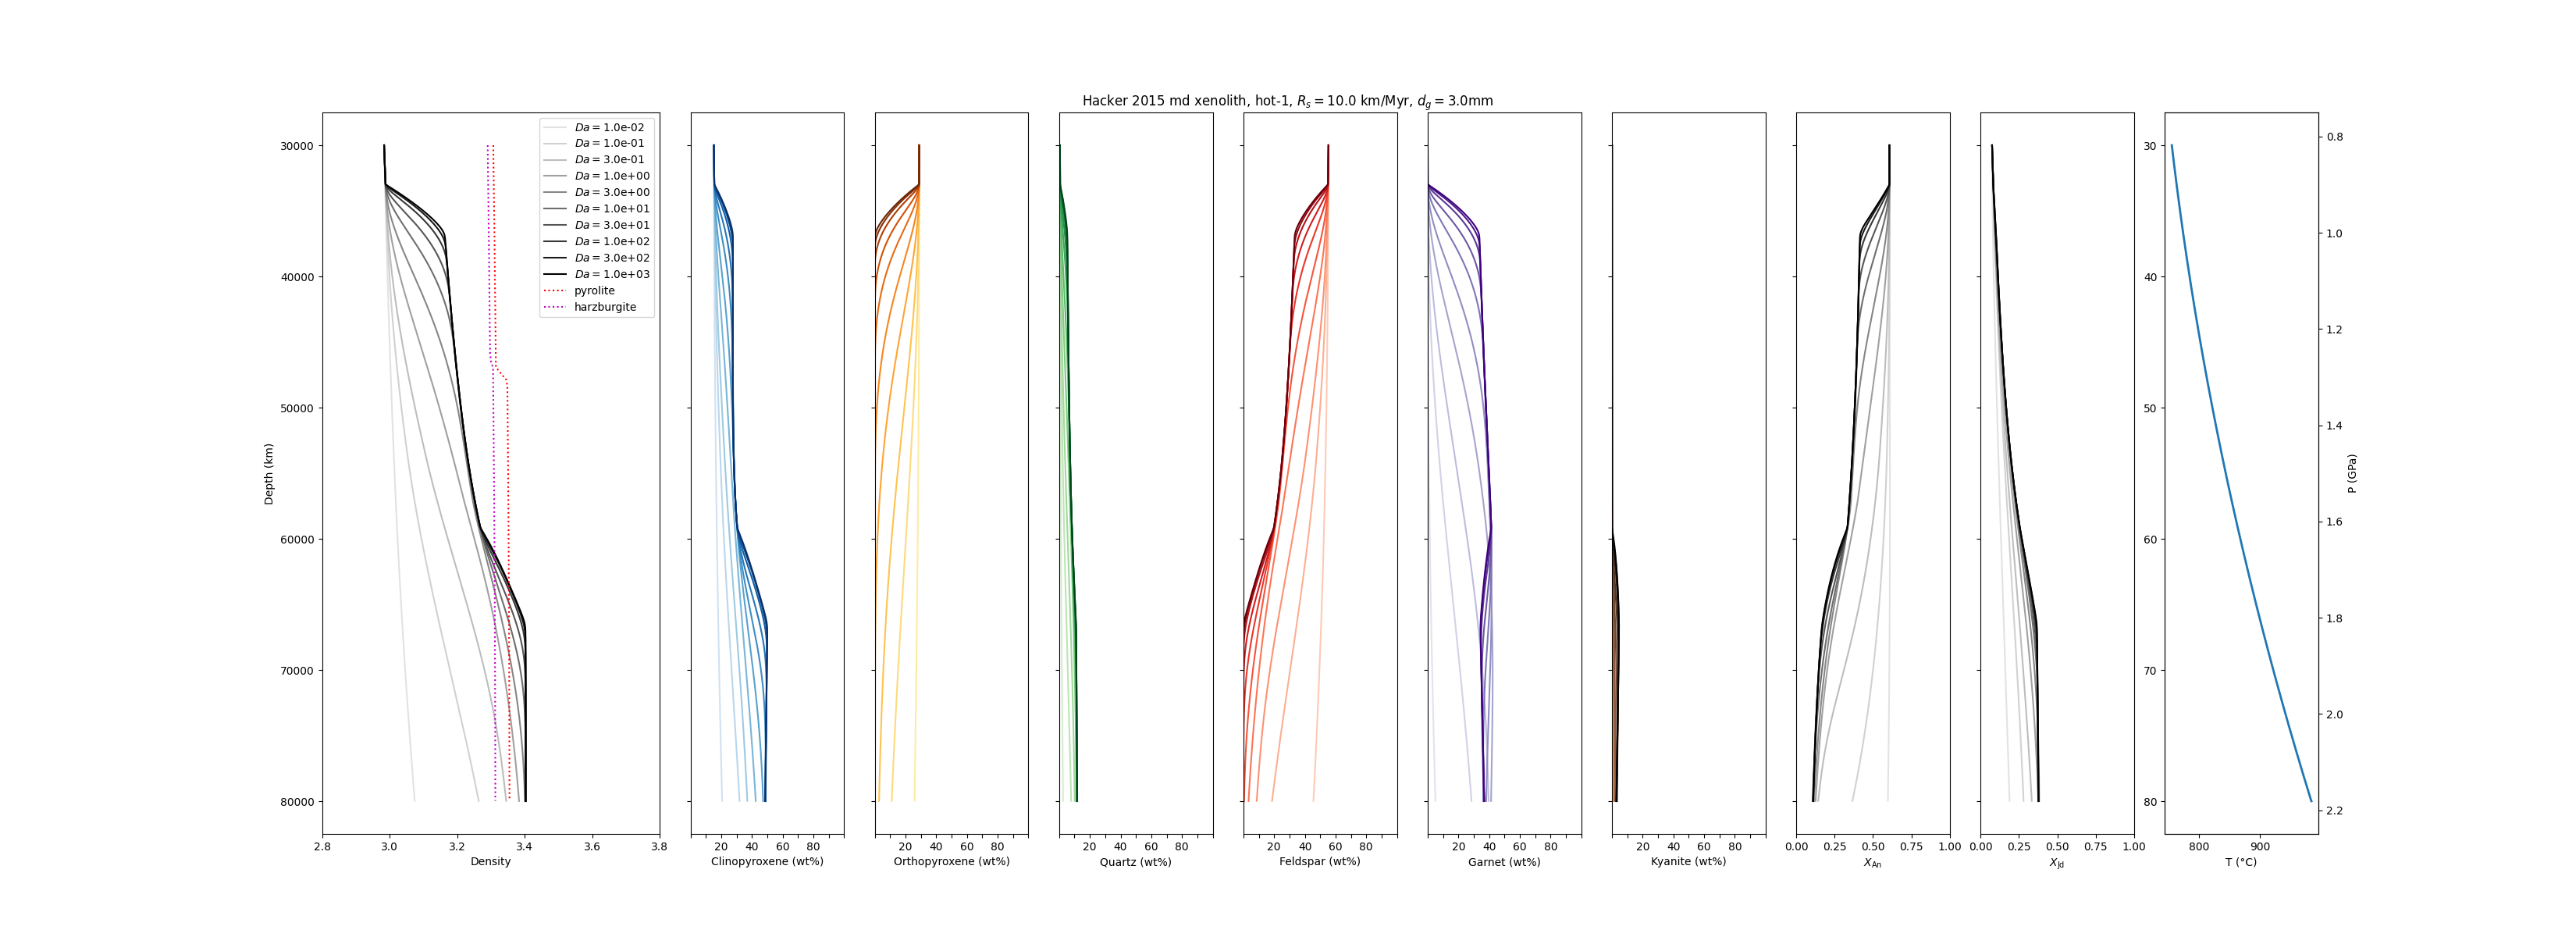 Hacker 2015 md xenolith, hot-1, R_s = 10.0 km/Myr, d_g = 3.0mm
Da = 1.0e-02
Da = 1.0e-01
Da = 3.0e-01
Da = 1.0e+00
Da = 3.0e+00
Da = 1.0e+01
Da = 3.0e+01
Da = 1.0e+02
Da = 3.0e+02
Da = 1.0e+03
pyrolite
harzburgite
Depth (km)
30000
40000
50000
60000
70000
80000
2.8 3.0 3.2 3.4 3.6 3.8
Density
20 40 60 80
Clinopyroxene (wt%)
20 40 60 80
Orthopyroxene (wt%)
20 40 60 80
Quartz (wt%)
20 40 60 80
Feldspar (wt%)
20 40 60 80
Garnet (wt%)
20 40 60 80
Kyanite (wt%)
0.00 0.25 0.50 0.75 1.00
X_An
0.00 0.25 0.50 0.75 1.00
X_Jd
30
40
50
60
70
80
800 900
T (°C)
0.8
1.0
1.2
1.4
1.6
1.8
2.0
2.2
P (GPa)